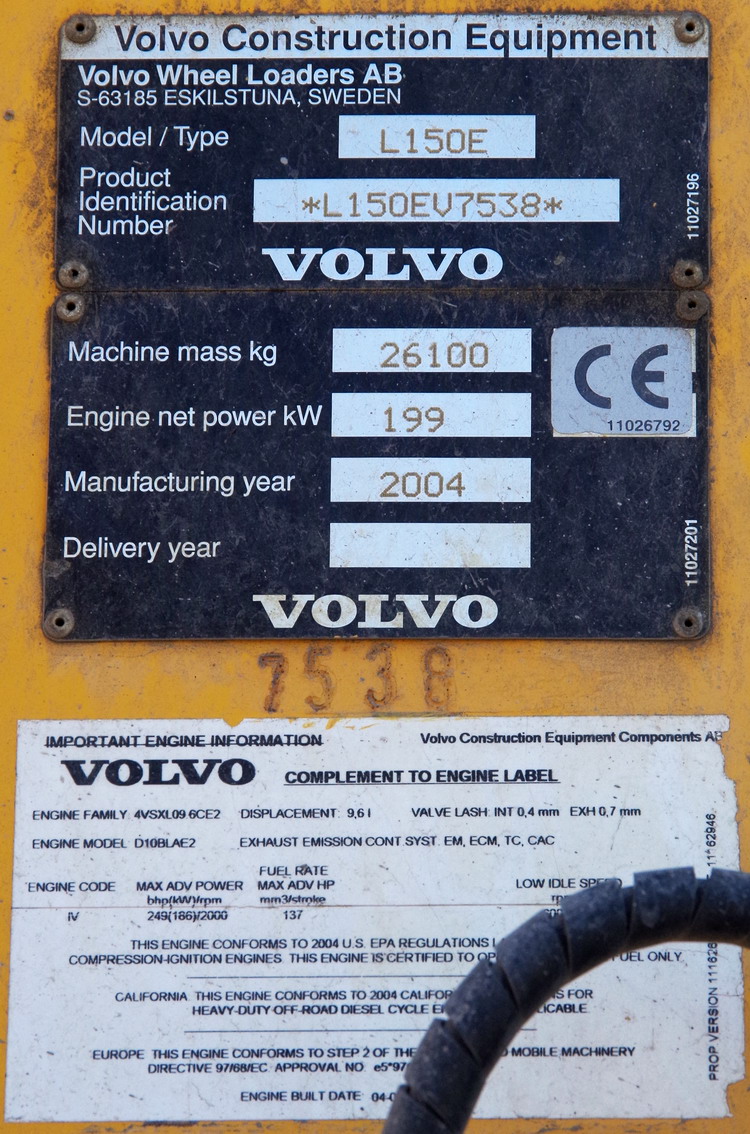 Volvo Construction Equipment
Volvo Wheel Loaders AB
S-63185 ESKILSTUNA, SWEDEN
Model / Type L150E
Product
Identification
Number
*L150EV7538*
11027196
VOLVO
Machine mass kg 26100
CE
11026792
Engine net power kW 199
Manufacturing year 2004
Delivery year
11027201
VOLVO
7538
IMPORTANT ENGINE INFORMATION Volvo Construction Equipment Components AB
VOLVO COMPLEMENT TO ENGINE LABEL
ENGINE FAMILY: 4VSXL09.6CE2 DISPLACEMENT: 9,6 l VALVE LASH: INT 0,4 mm EXH 0,7 mm
ENGINE MODEL: D10BLAE2 EXHAUST EMISSION CONT.SYST. EM, ECM, TC, CAC
FUEL RATE
ENGINE CODE MAX ADV POWER MAX ADV HP LOW IDLE SPEED
bhp(kW)/rpm mm3/stroke
IV 249(186)/2000 137
THIS ENGINE CONFORMS TO 2004 U.S. EPA REGULATIONS
COMPRESSION-IGNITION ENGINES. THIS ENGINE IS CERTIFIED TO FUEL ONLY.
CALIFORNIA: THIS ENGINE CONFORMS TO 2004 FOR
HEAVY-DUTY OFF-ROAD DIESEL CYCLE
EUROPE: THIS ENGINE CONFORMS TO STEP 2 OF THE MOBILE MACHINERY
DIRECTIVE 97/68/EC. APPROVAL NO.
ENGINE BUILT DATE:
PROP VERSION